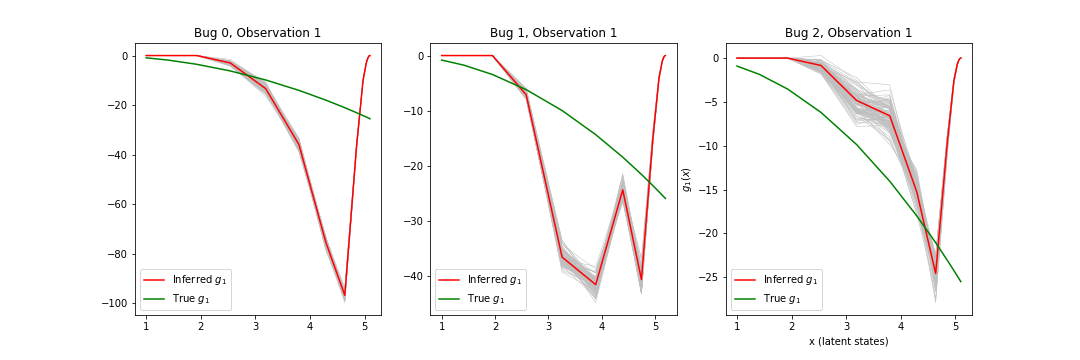 Bug 0, Observation 1
0
−20
−40
−60
−80
−100
1 2 3 4 5
Inferred g₁
True g₁
Bug 1, Observation 1
0
−10
−20
−30
−40
1 2 3 4 5
Inferred g₁
True g₁
Bug 2, Observation 1
g₁(x)
0
−5
−10
−15
−20
−25
1 2 3 4 5
x (latent states)
Inferred g₁
True g₁